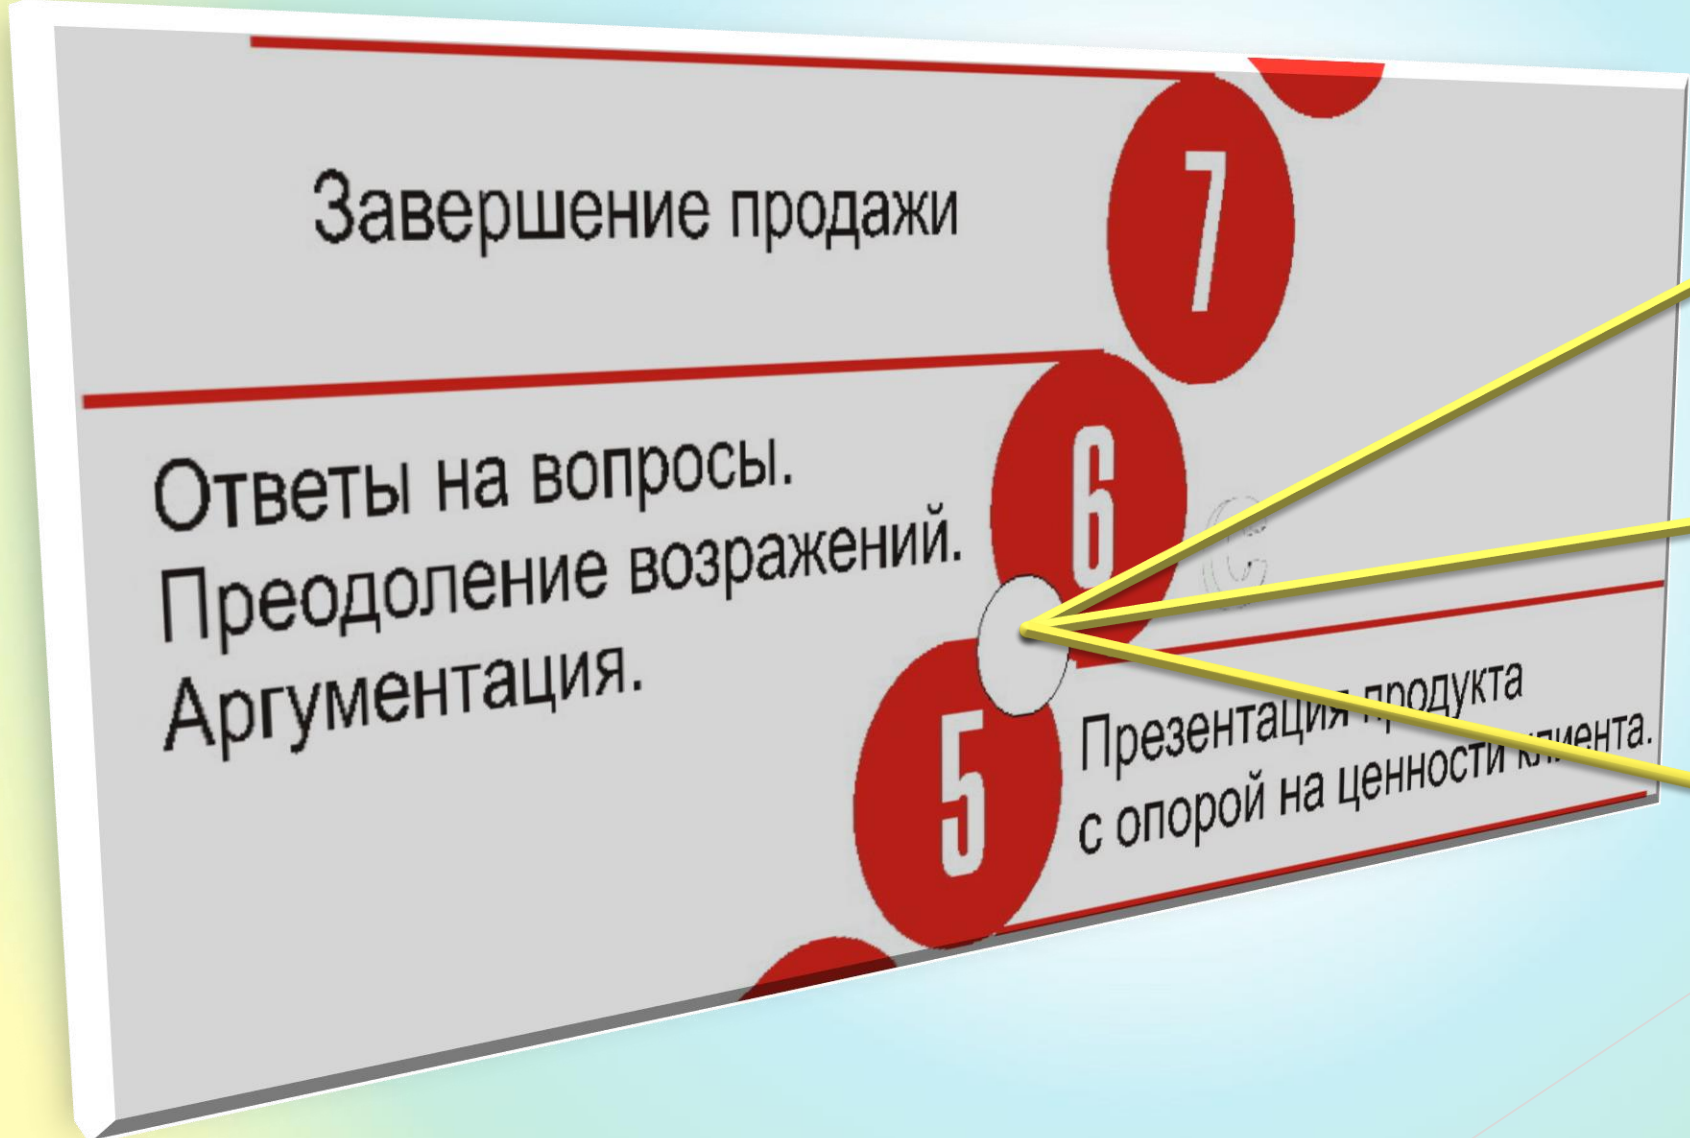 Завершение продажи
7
Ответы на вопросы.
Преодоление возражений.
Аргументация.
6
5
Презентация продукта
с опорой на ценности клиента.